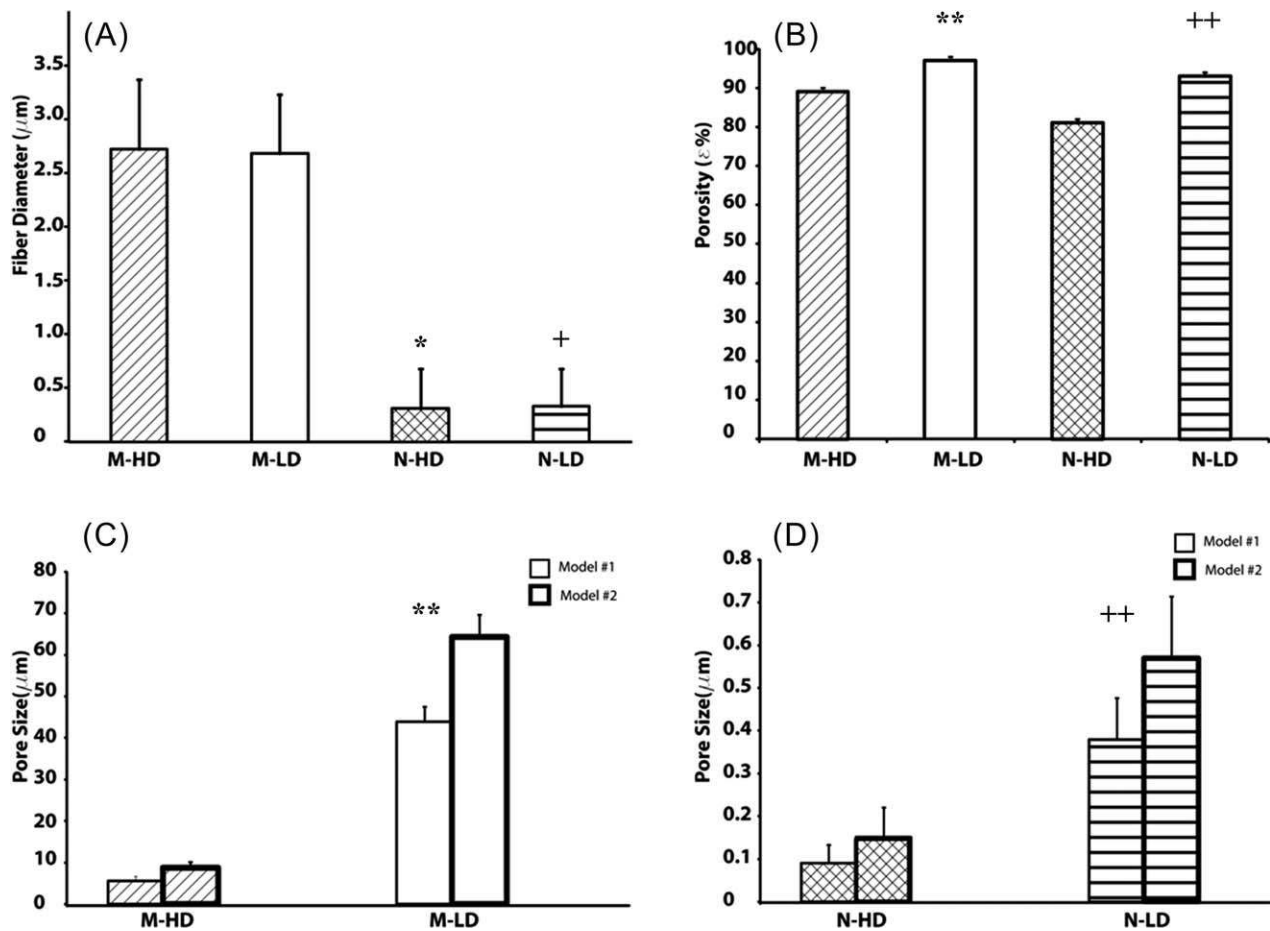 (A)
Fiber Diameter (μm)
3.5
3.0
2.5
2.0
1.5
1.0
0.5
0
*
+
M-HD M-LD N-HD N-LD
(B)
**
++
Porosity (ε%)
100
90
80
70
60
50
40
30
20
10
0
M-HD M-LD N-HD N-LD
(C)
Model #1
Model #2
Pore Size(μm)
80
70
60
50
40
30
20
10
0
**
M-HD M-LD
(D)
Model #1
Model #2
Pore Size(μm)
0.8
0.7
0.6
0.5
0.4
0.3
0.2
0.1
0
++
N-HD N-LD